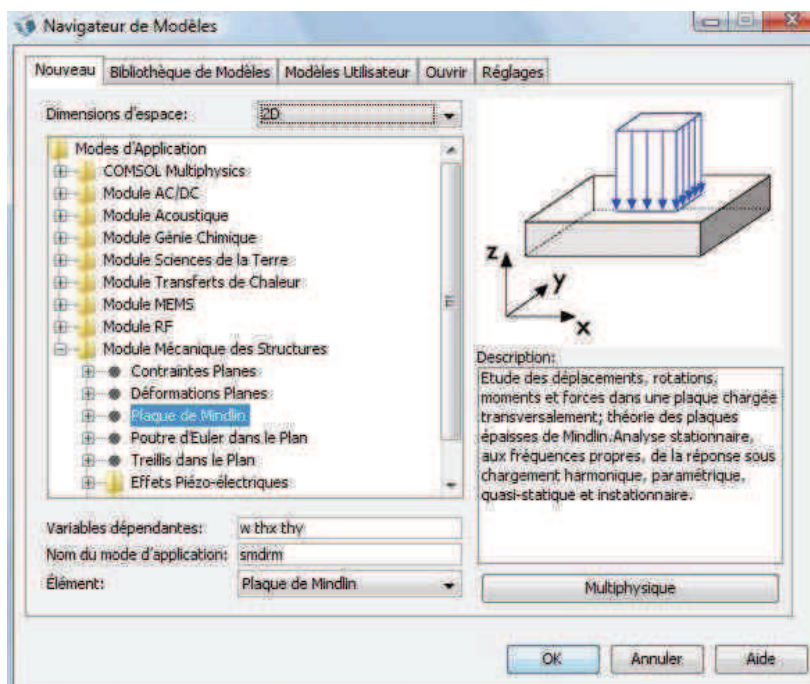 Navigateur de Modèles
Nouveau Bibliothèque de Modèles Modèles Utilisateur Ouvrir Réglages
Dimensions d'espace: 2D
Modes d'Application
COMSOL Multiphysics
Module AC/DC
Module Acoustique
Module Génie Chimique
Module Sciences de la Terre
Module Transferts de Chaleur
Module MEMS
Module RF
Module Mécanique des Structures
Contraintes Planes
Déformations Planes
Plaque de Mindlin
Poutre d'Euler dans le Plan
Treillis dans le Plan
Effets Piézo-électriques
Variables dépendantes: w thx thy
Nom du mode d'application: smdrm
Élément: Plaque de Mindlin
z
y
x
Description:
Etude des déplacements, rotations,
moments et forces dans une plaque chargée
transversalement; théorie des plaques
épaisses de Mindlin.Analyse stationnaire,
aux fréquences propres, de la réponse sous
chargement harmonique, paramétrique,
quasi-statique et instationnaire.
Multiphysique
OK Annuler Aide